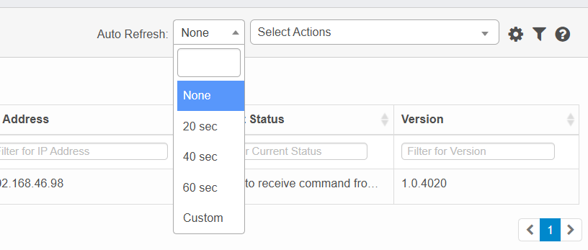 Auto Refresh: None Select Actions
None
Address Status Version
20 sec
Filter for IP Address r Current Status Filter for Version
40 sec
92.168.46.98 to receive command fro... 1.0.4020
60 sec
Custom
1